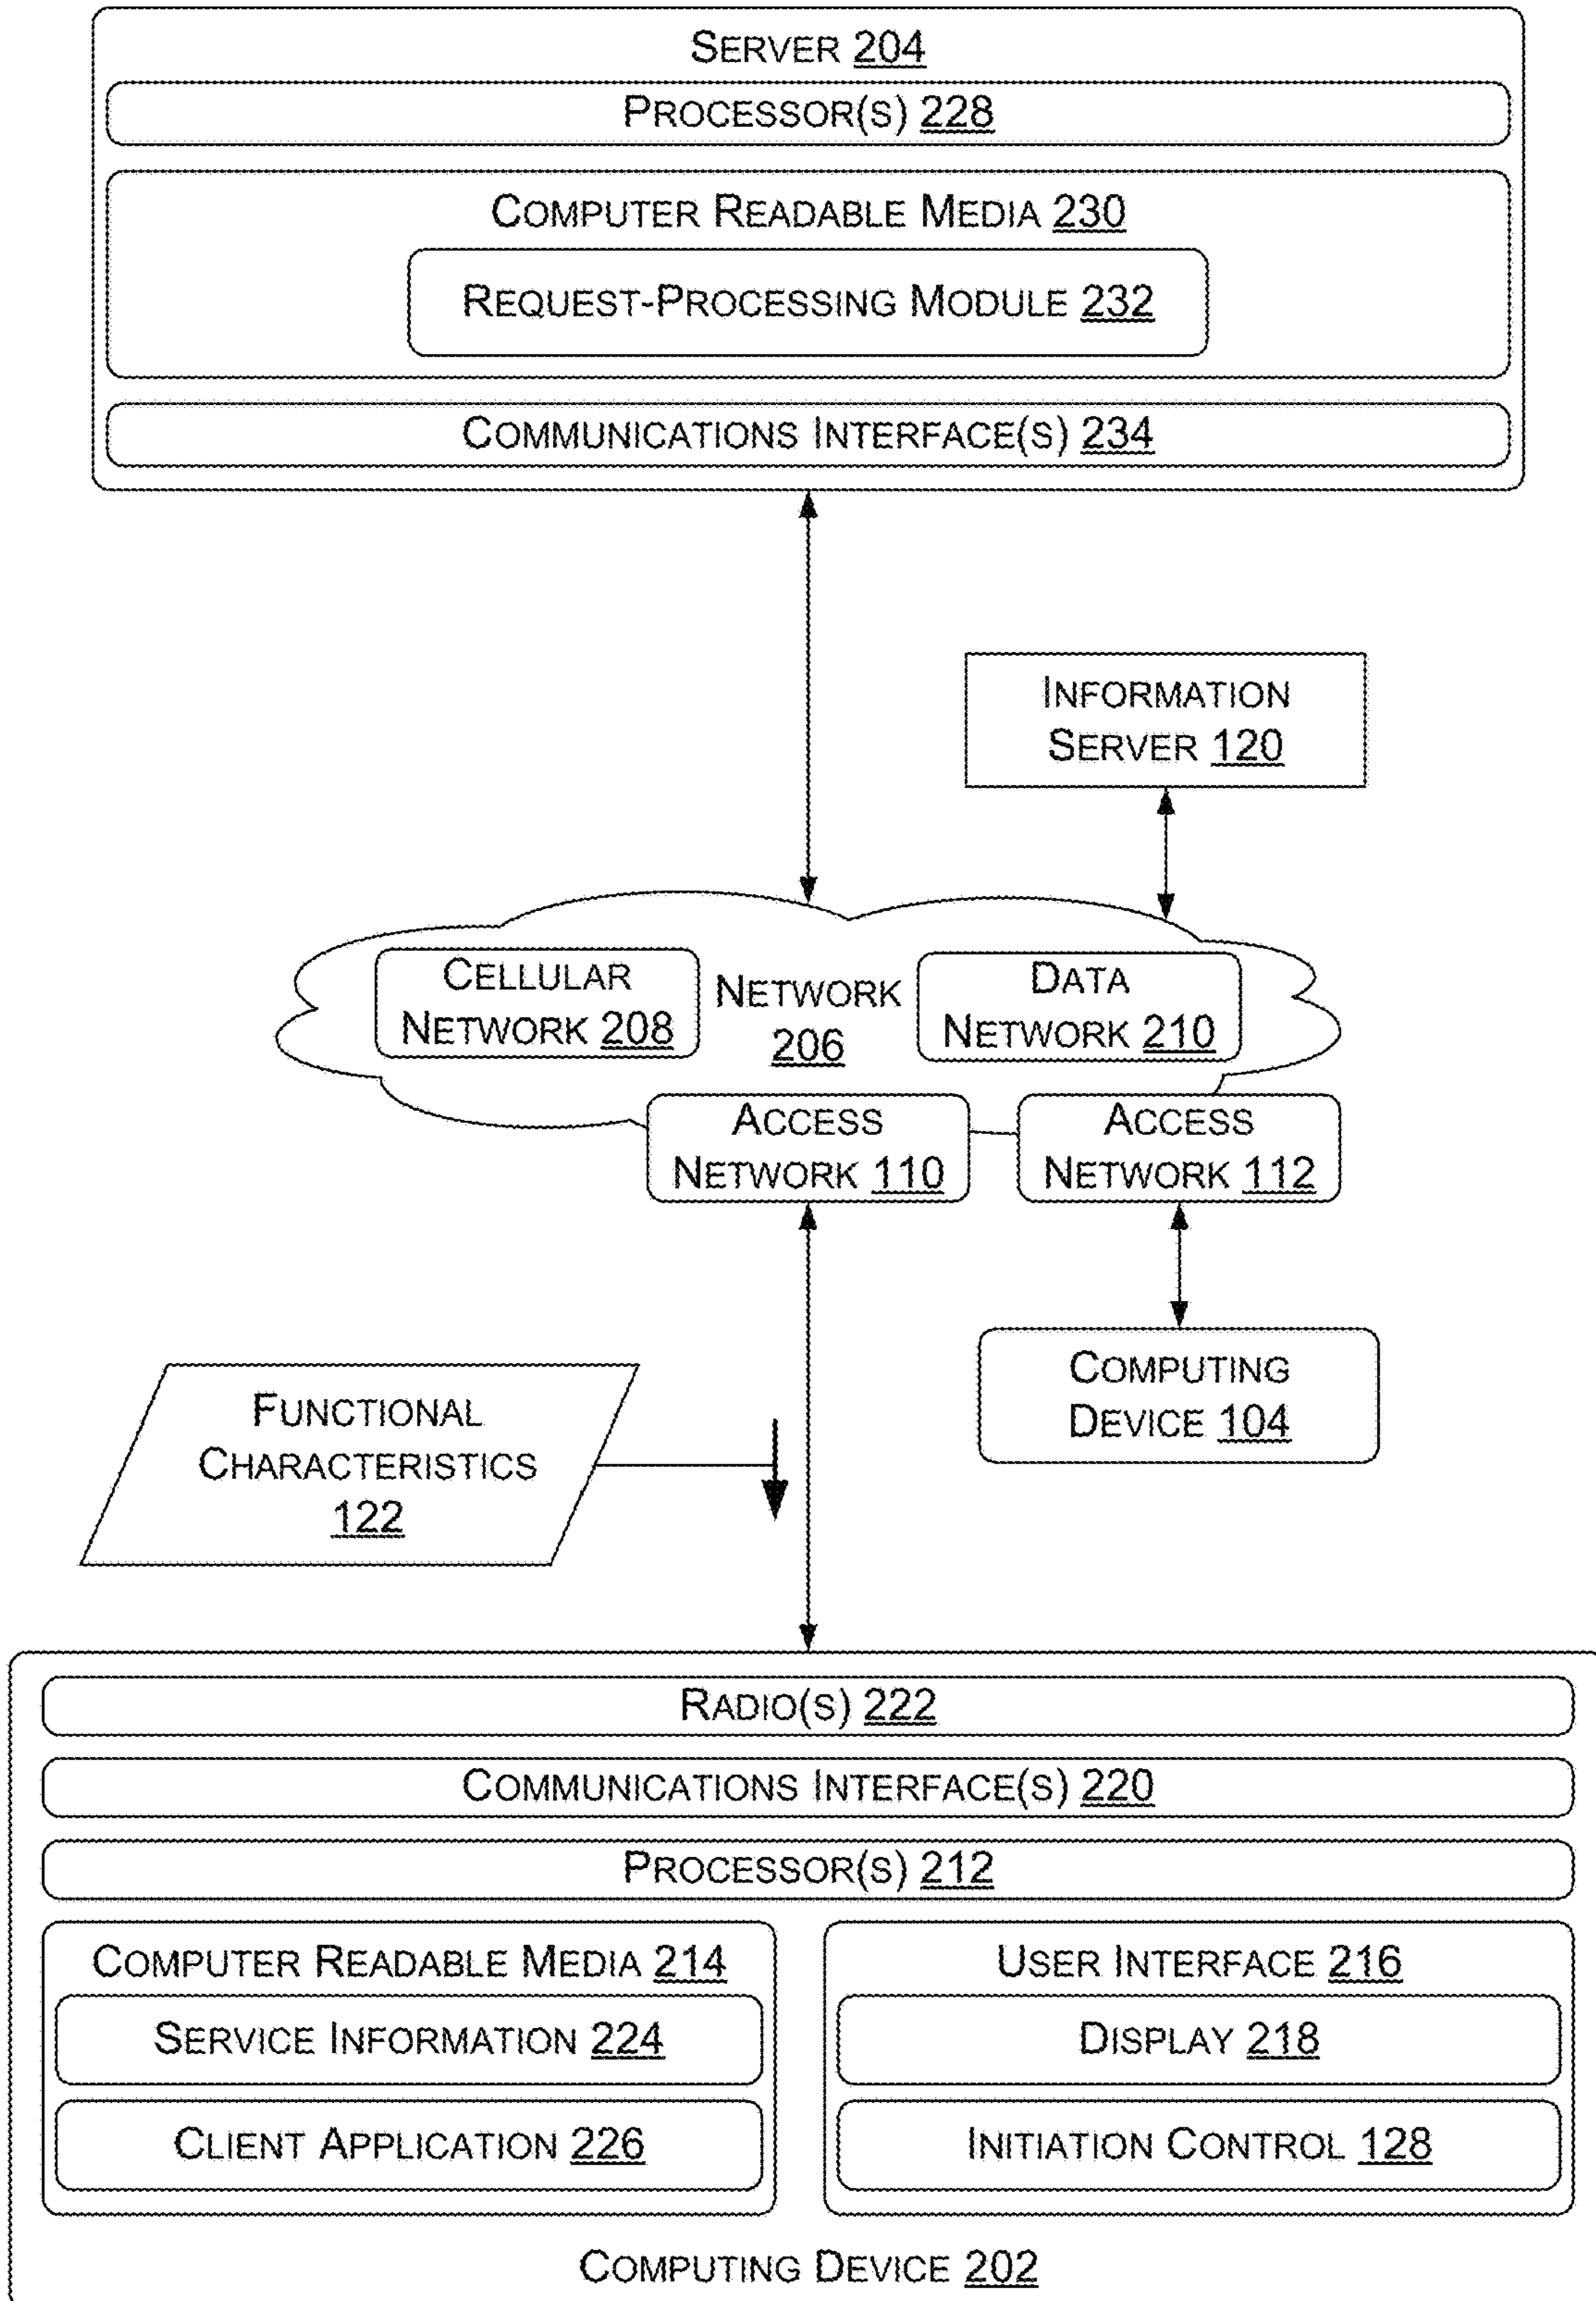 SERVER 204
PROCESSOR(S) 228
COMPUTER READABLE MEDIA 230
REQUEST-PROCESSING MODULE 232
COMMUNICATIONS INTERFACE(S) 234
INFORMATION
SERVER 120
CELLULAR
NETWORK 208
NETWORK
206
DATA
NETWORK 210
ACCESS
NETWORK 110
ACCESS
NETWORK 112
COMPUTING
DEVICE 104
FUNCTIONAL
CHARACTERISTICS
122
RADIO(S) 222
COMMUNICATIONS INTERFACE(S) 220
PROCESSOR(S) 212
COMPUTER READABLE MEDIA 214
SERVICE INFORMATION 224
CLIENT APPLICATION 226
USER INTERFACE 216
DISPLAY 218
INITIATION CONTROL 128
COMPUTING DEVICE 202